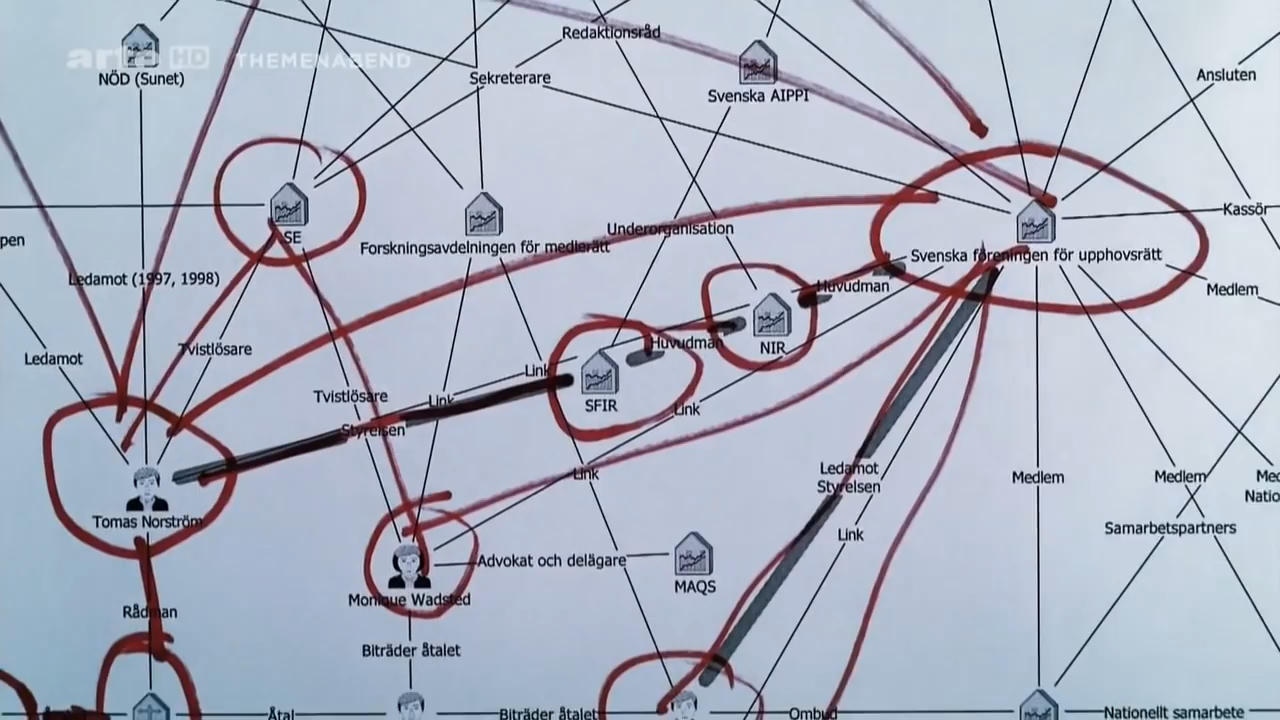 Redaktionsråd
arte HD THEMENABEND
NÖD (Sunet)
Sekreterare
Svenska AIPPI
Ansluten
Kassör
SE
Underorganisation
Forskningsavdelningen för medierätt
Svenska föreningen för upphovsrätt
Ledamot (1997, 1998)
Huvudman
Medlem
Ledamot
Tvistlösare
Huvudman
NIR
Link
Tvistlösare
Link
SFIR
Link
Styrelsen
Link
Ledamot
Styrelsen
Medlem
Medlem
Tomas Norström
Samarbetspartners
Link
Advokat och delägare
MAQS
Monique Wadsted
Rådman
Biträder åtalet
Åtal
Biträder åtalet
Ombud
Nationellt samarbete